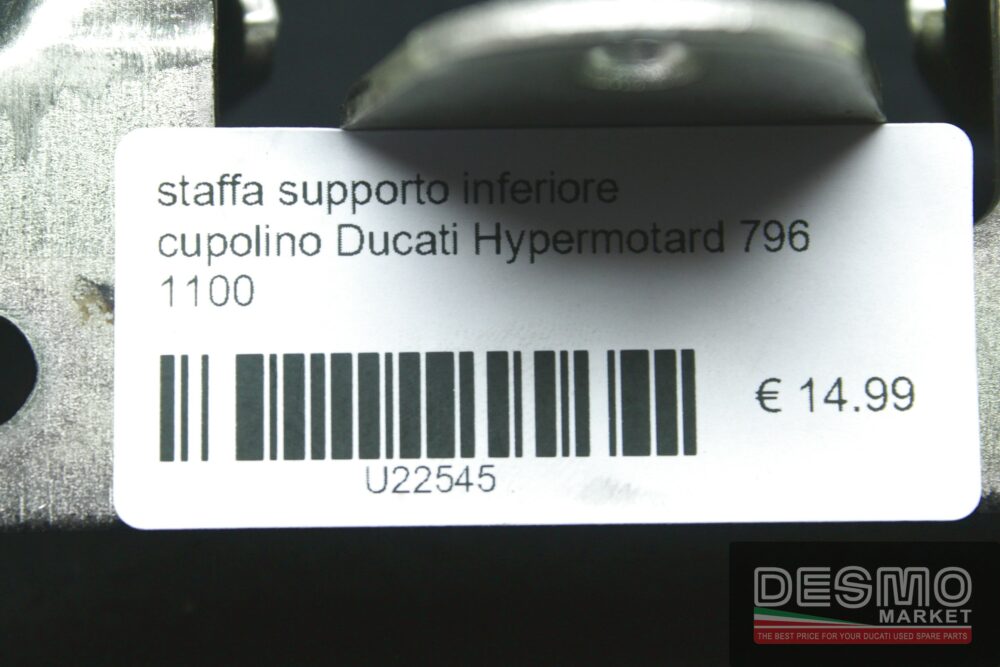 staffa supporto inferiore
cupolino Ducati Hypermotard 796
1100
€ 14.99
U22545
DESMO
MARKET
THE BEST PRICE FOR YOUR DUCATI USED SPARE PARTS